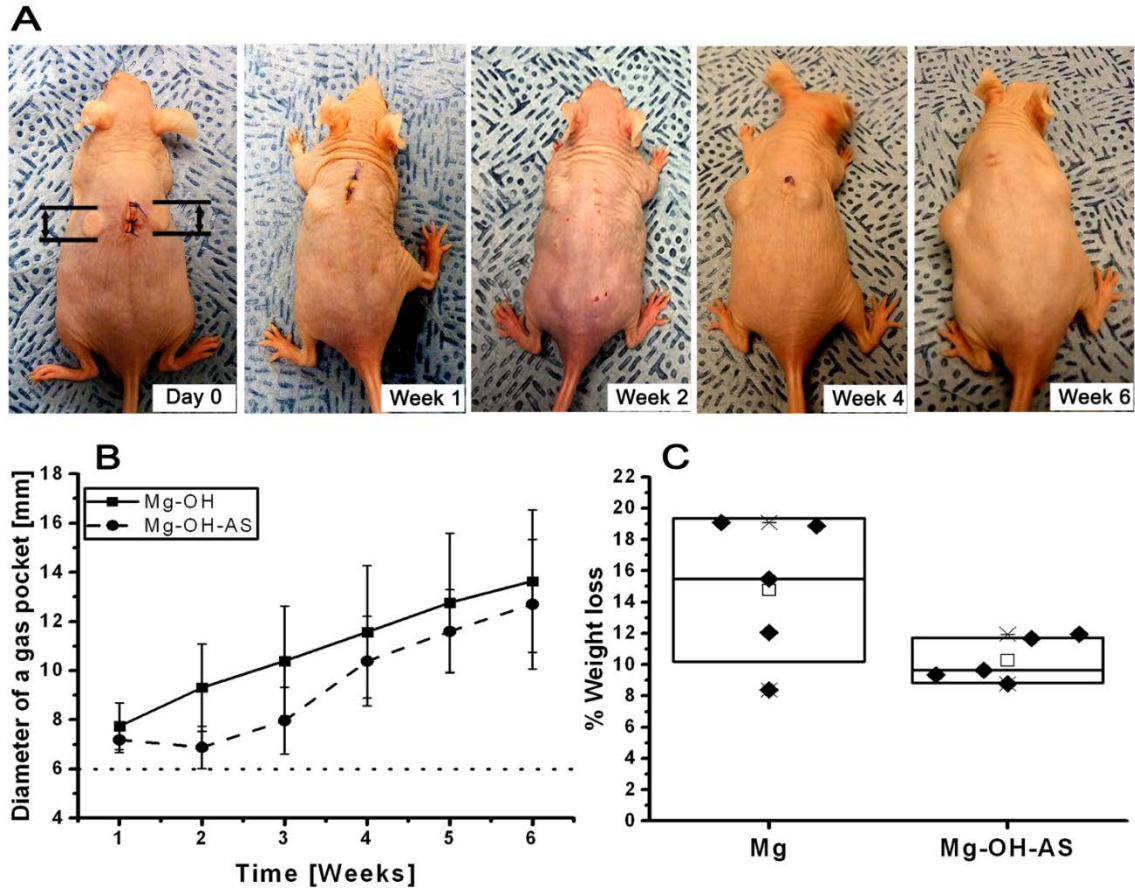 A
Day 0
Week 1
Week 2
Week 4
Week 6
B
Diameter of a gas pocket [mm]
18
16
14
12
10
8
6
4
Mg-OH
Mg-OH-AS
1 2 3 4 5 6
Time [Weeks]
C
% Weight loss
22
20
18
16
14
12
10
8
6
4
2
0
Mg Mg-OH-AS